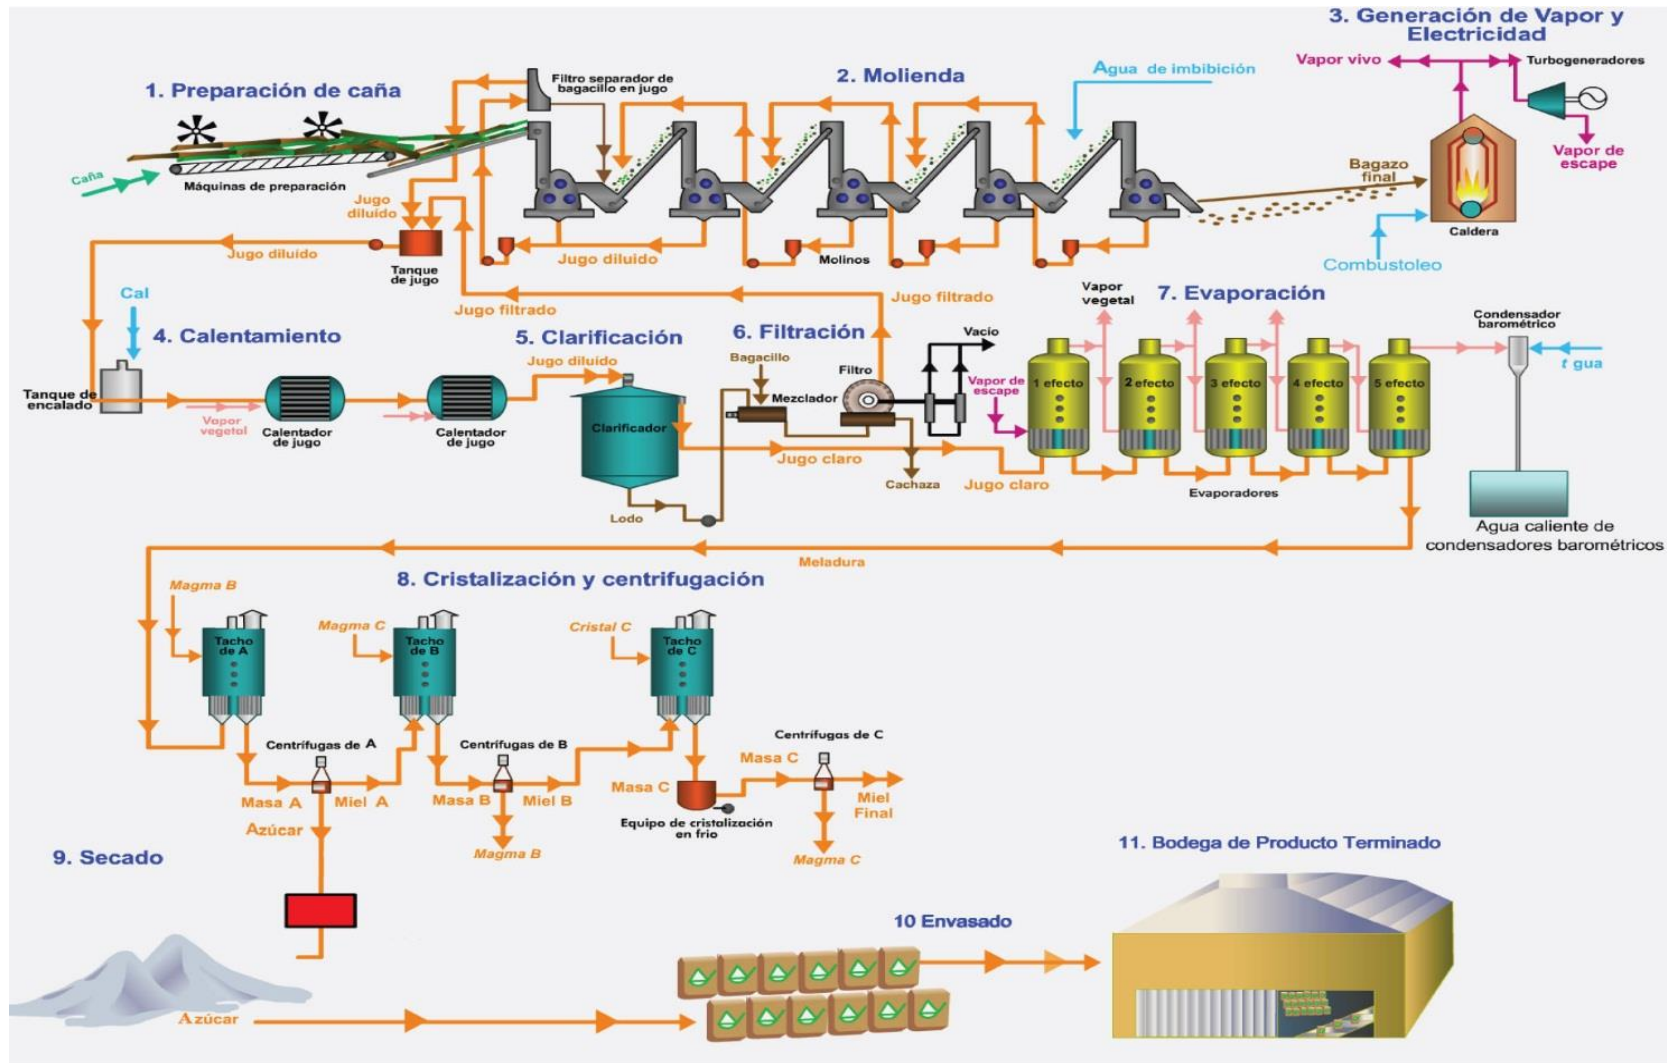 3. Generación de Vapor y
Electricidad
Vapor vivo
Turbogeneradores
Vapor de
escape
1. Preparación de caña
Filtro separador de
bagacillo en jugo
2. Molienda
Agua de imbibición
Caña
Máquinas de preparación
Bagazo
final
Caldera
Combustoleo
Jugo
diluído
Jugo diluído
Tanque
de jugo
Jugo diluido
Molinos
Jugo filtrado
Jugo filtrado
Cal
4. Calentamiento
Tanque de
encalado
Vapor
vegetal
Calentador
de jugo
Calentador
de jugo
5. Clarificación
Jugo diluído
Clarificador
Lodo
6. Filtración
Bagacillo
Mezclador
Filtro
Vacío
Cachaza
Jugo claro
Jugo claro
Vapor
vegetal
7. Evaporación
Vapor de
escape
1 efecto
2 efecto
3 efecto
4 efecto
5 efecto
Evaporadores
Condensador
barométrico
t gua
Agua caliente de
condensadores barométricos
Meladura
8. Cristalización y centrifugación
Magma B
Tacho
de A
Magma C
Tacho
de B
Cristal C
Tacho
de C
Centrífugas de A
Masa A
Miel A
Centrífugas de B
Masa B
Miel B
Magma B
Masa C
Equipo de cristalización
en frio
Masa C
Centrífugas de C
Miel
Final
Magma C
Azúcar
9. Secado
Azúcar
10 Envasado
11. Bodega de Producto Terminado